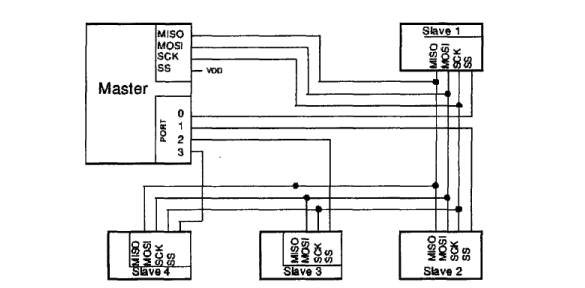 MISO
MOSI
SCK
SS
VDD
Master
PORT
0
1
2
3
Slave 1
MISO
MOSI
SCK
SS
MISO
MOSI
SCK
SS
Slave 4
MISO
MOSI
SCK
SS
Slave 3
MISO
MOSI
SCK
SS
Slave 2